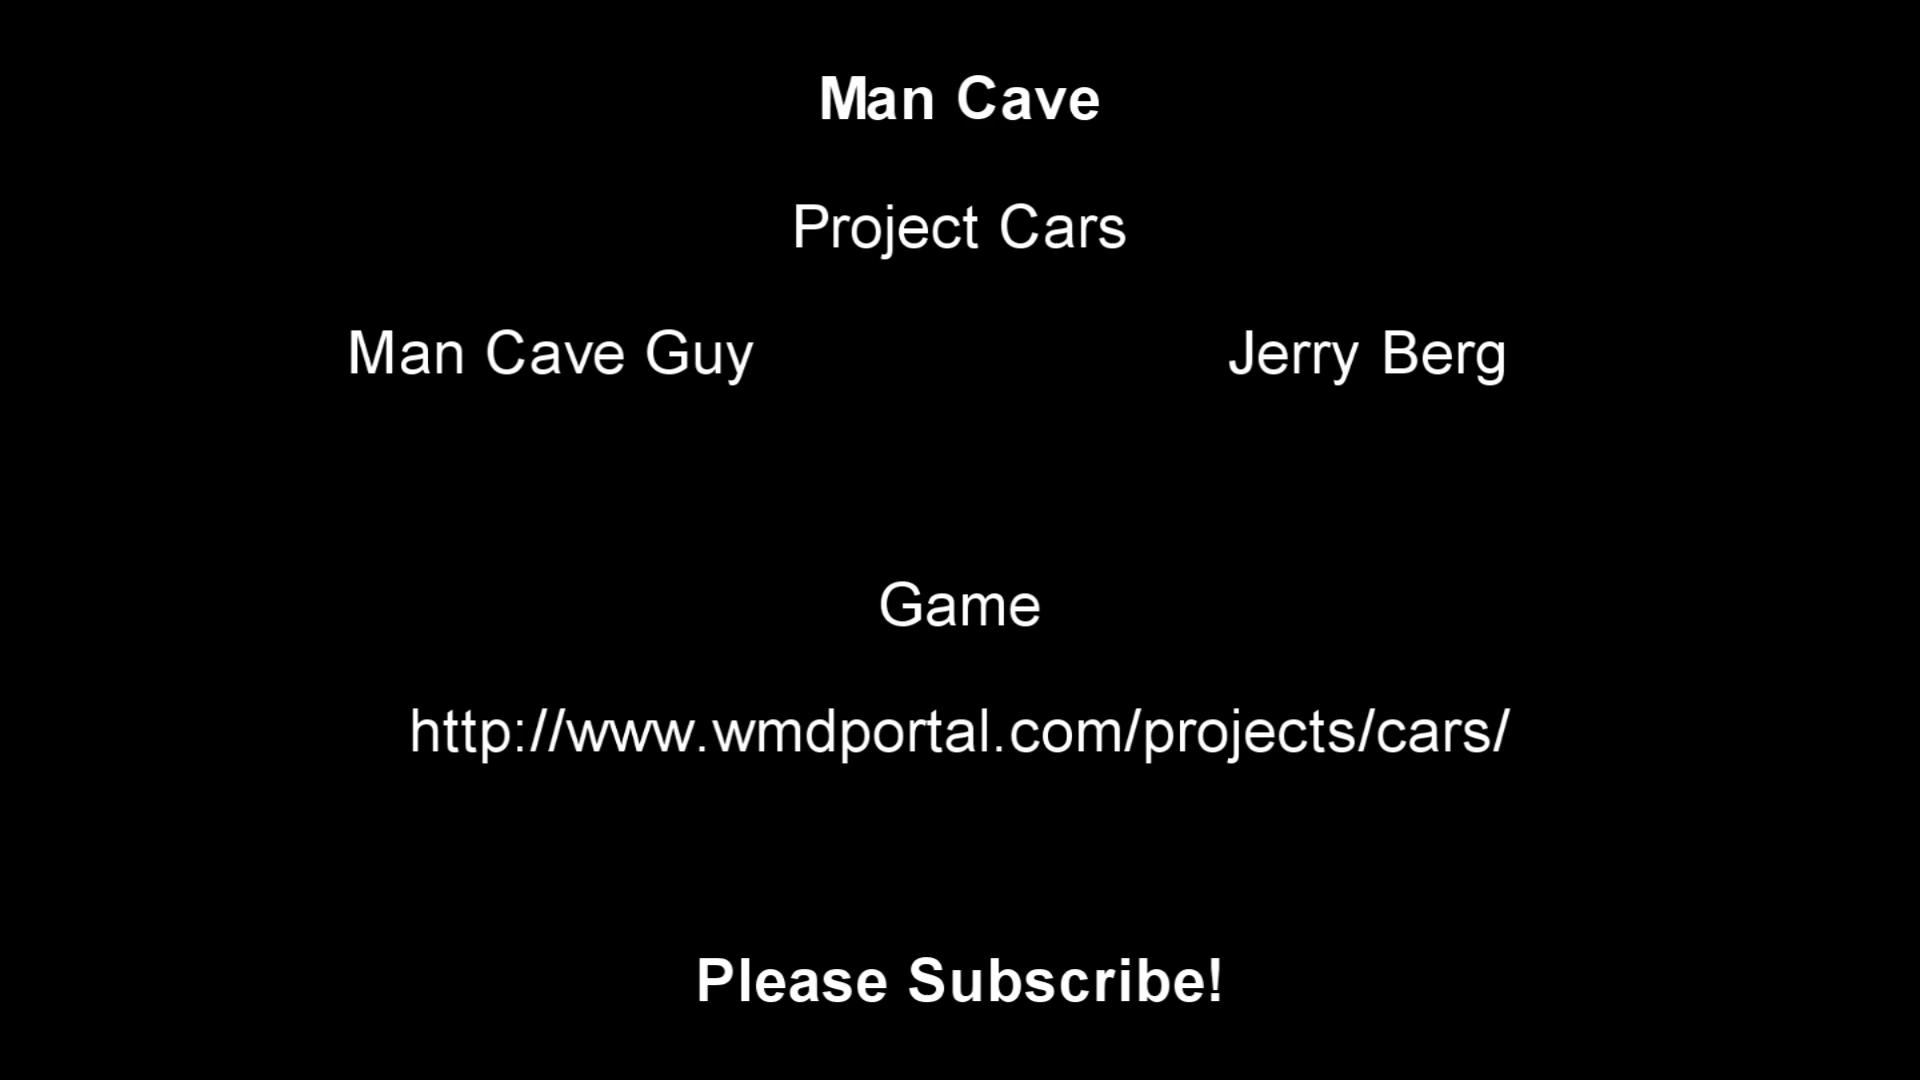 Man Cave
Project Cars
Man Cave Guy Jerry Berg
Game
http://www.wmdportal.com/projects/cars/
Please Subscribe!